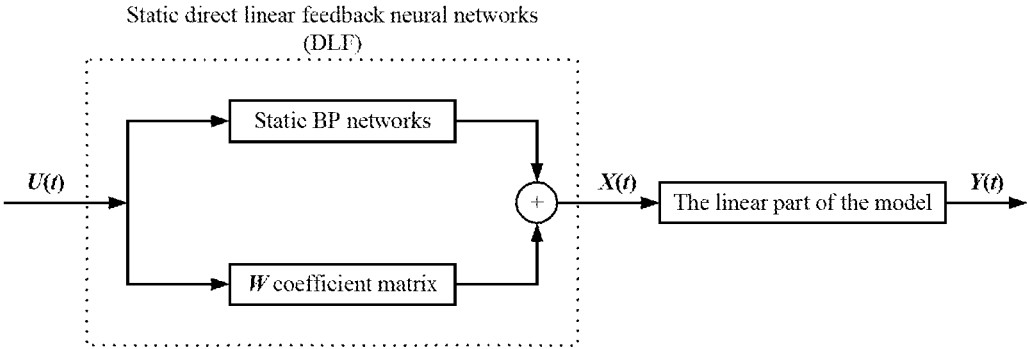 Static direct linear feedback neural networks
(DLF)
Static BP networks
U(t)
+
X(t)
The linear part of the model
Y(t)
W coefficient matrix